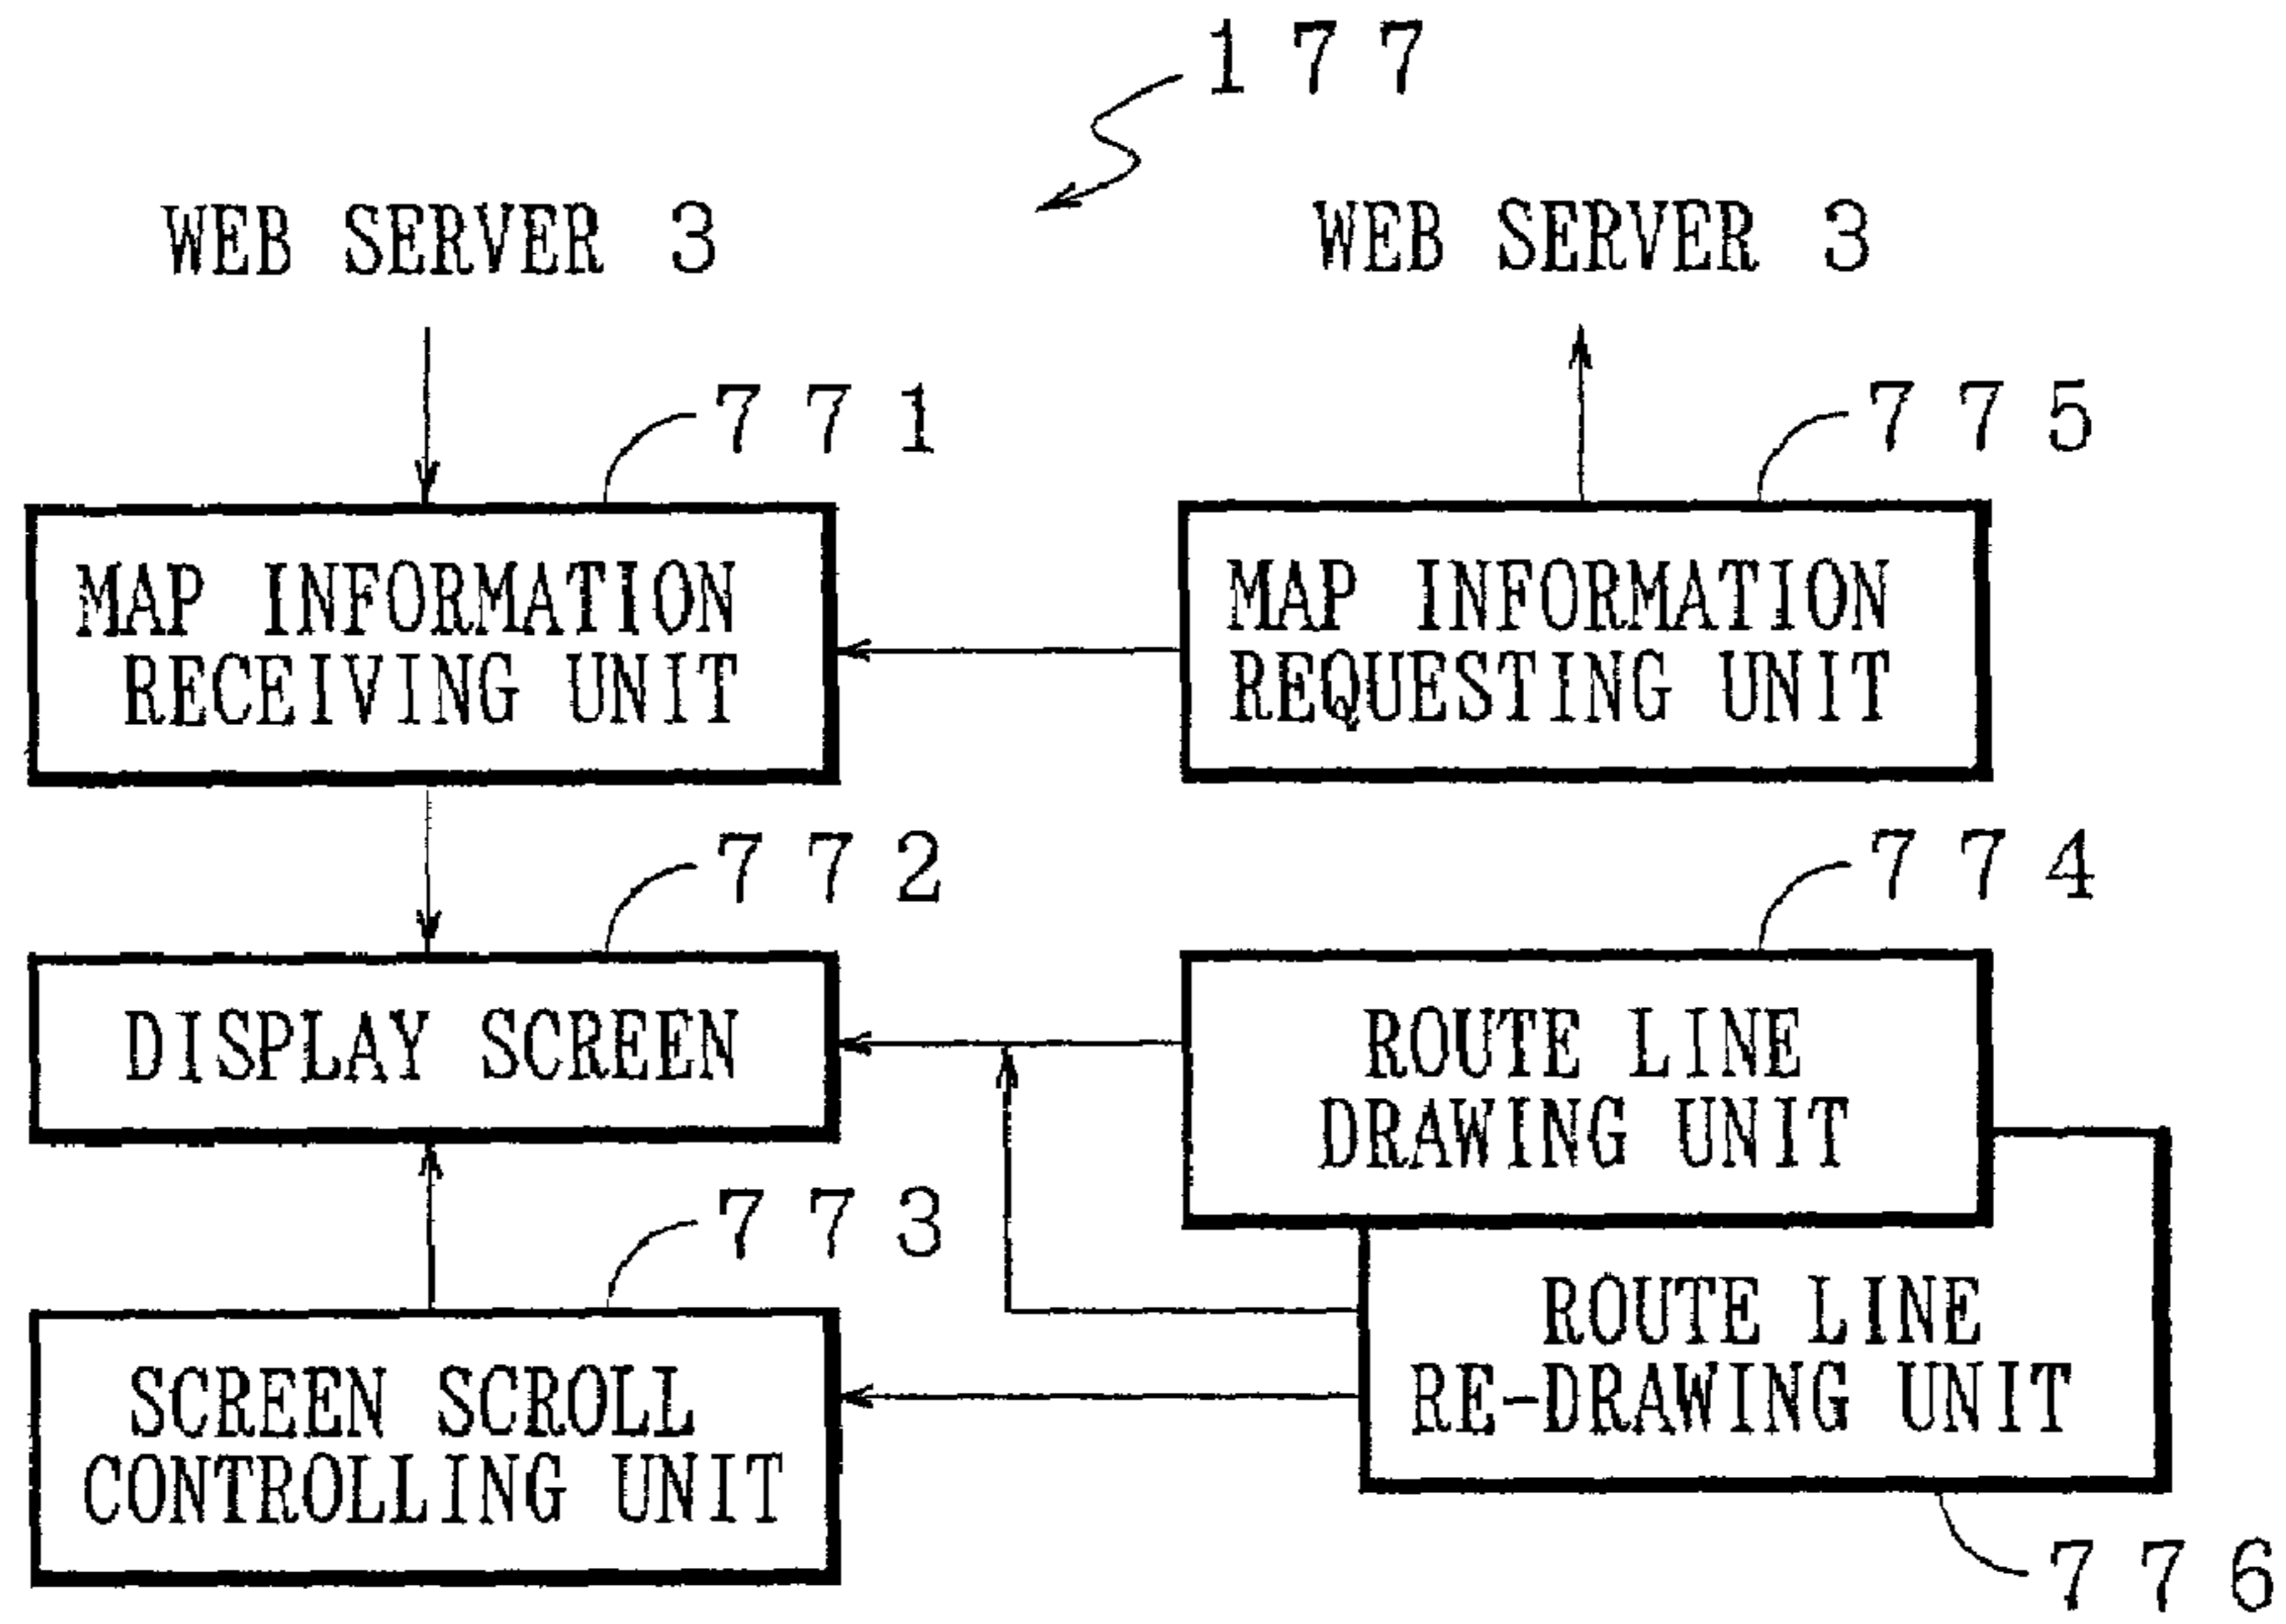 177
WEB SERVER 3
WEB SERVER 3
771
775
MAP INFORMATION
RECEIVING UNIT
MAP INFORMATION
REQUESTING UNIT
772
774
DISPLAY SCREEN
ROUTE LINE
DRAWING UNIT
773
SCREEN SCROLL
CONTROLLING UNIT
ROUTE LINE
RE-DRAWING UNIT
776